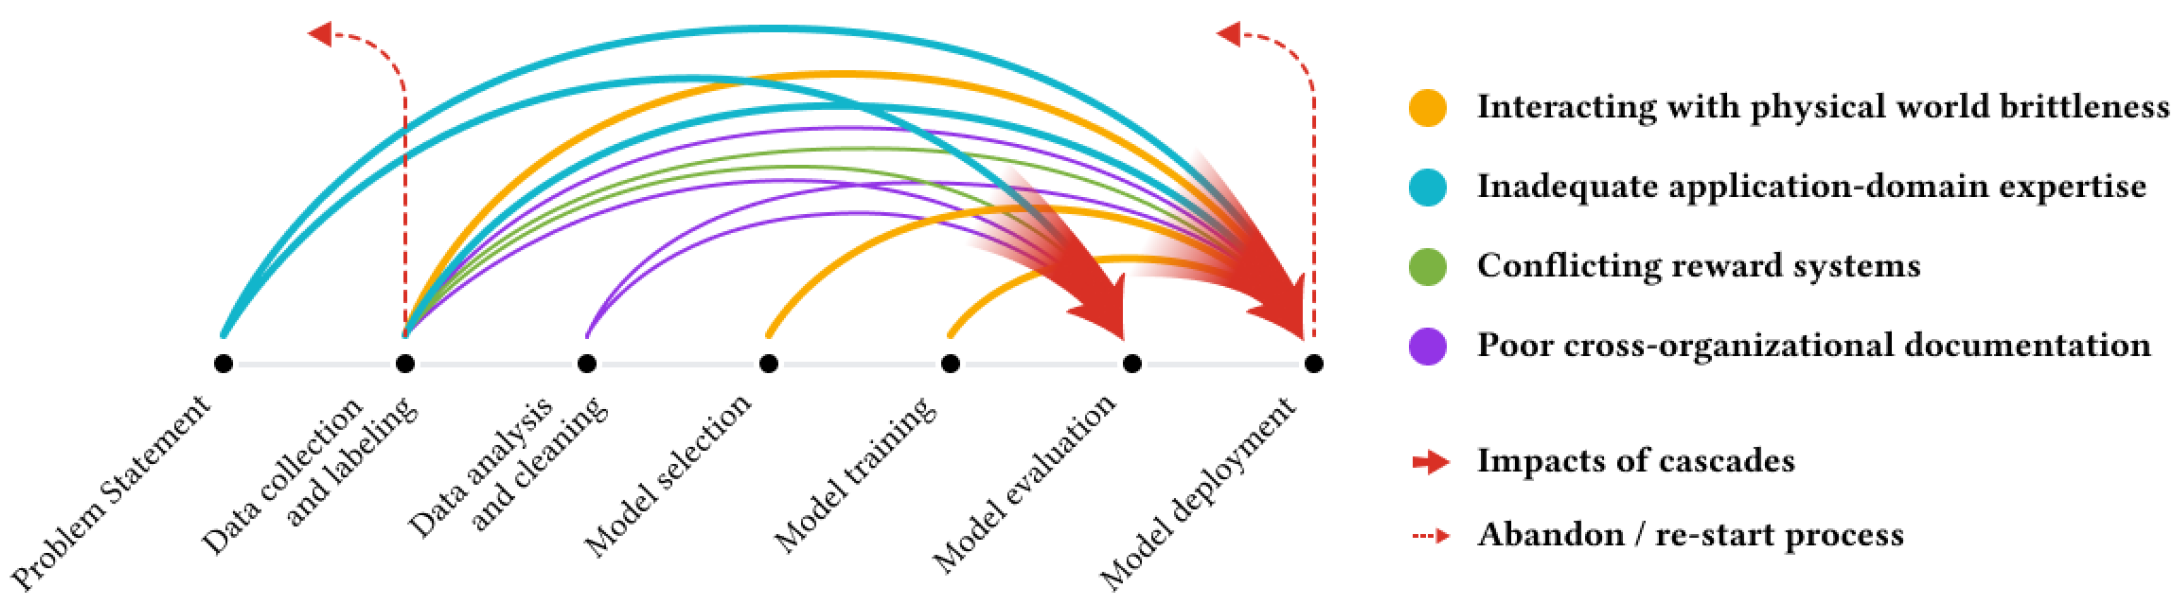 Problem Statement
Data collection
and labeling
Data analysis
and cleaning
Model selection
Model training
Model evaluation
Model deployment
Interacting with physical world brittleness
Inadequate application-domain expertise
Conflicting reward systems
Poor cross-organizational documentation
Impacts of cascades
Abandon / re-start process